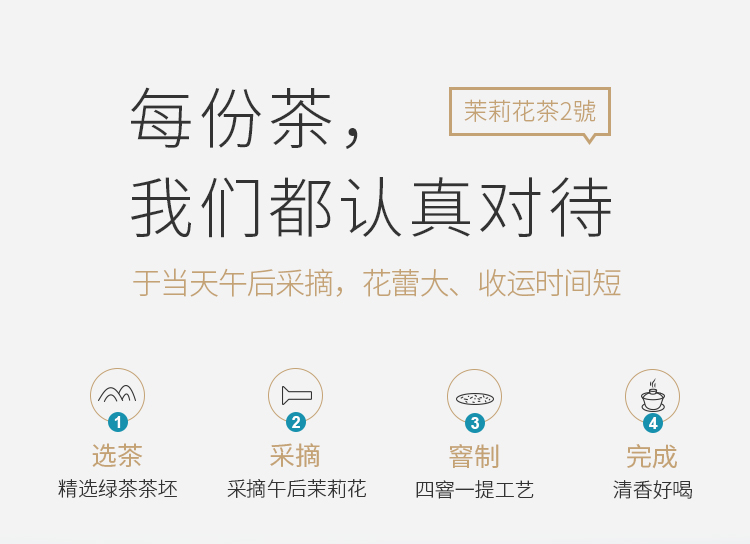 每份茶，
茉莉花茶2號
我们都认真对待
于当天午后采摘，花蕾大、收运时间短
1 2 3 4
选茶 采摘 窨制 完成
精选绿茶茶坯 采摘午后茉莉花 四窨一提工艺 清香好喝